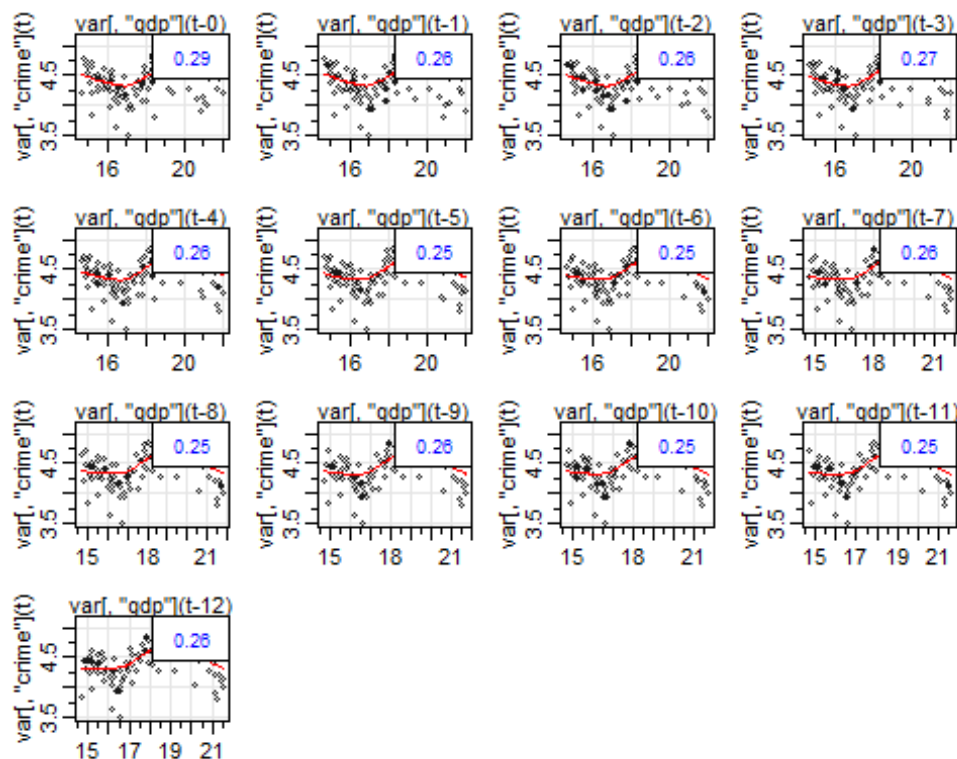 var[, "gdp"](t-0)
var[, "crime"](t)
4.5
3.5
0.29
16 20
var[, "gdp"](t-1)
var[, "crime"](t)
4.5
3.5
0.26
16 20
var[, "gdp"](t-2)
var[, "crime"](t)
4.5
3.5
0.26
16 20
var[, "gdp"](t-3)
var[, "crime"](t)
4.5
3.5
0.27
16 20
var[, "gdp"](t-4)
var[, "crime"](t)
4.5
3.5
0.26
16 20
var[, "gdp"](t-5)
var[, "crime"](t)
4.5
3.5
0.25
16 20
var[, "gdp"](t-6)
var[, "crime"](t)
4.5
3.5
0.25
16 20
var[, "gdp"](t-7)
var[, "crime"](t)
4.5
3.5
0.26
15 18 21
var[, "gdp"](t-8)
var[, "crime"](t)
4.5
3.5
0.25
15 18 21
var[, "gdp"](t-9)
var[, "crime"](t)
4.5
3.5
0.26
15 18 21
var[, "gdp"](t-10)
var[, "crime"](t)
4.5
3.5
0.25
15 18 21
var[, "gdp"](t-11)
var[, "crime"](t)
4.5
3.5
0.25
15 17 19 21
var[, "gdp"](t-12)
var[, "crime"](t)
4.5
3.5
0.26
15 17 19 21